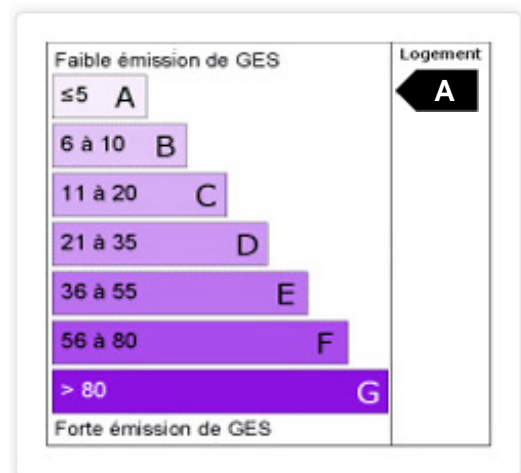 Faible émission de GES
Logement
≤5 A
A
6 à 10 B
11 à 20 C
21 à 35 D
36 à 55 E
56 à 80 F
> 80 G
Forte émission de GES